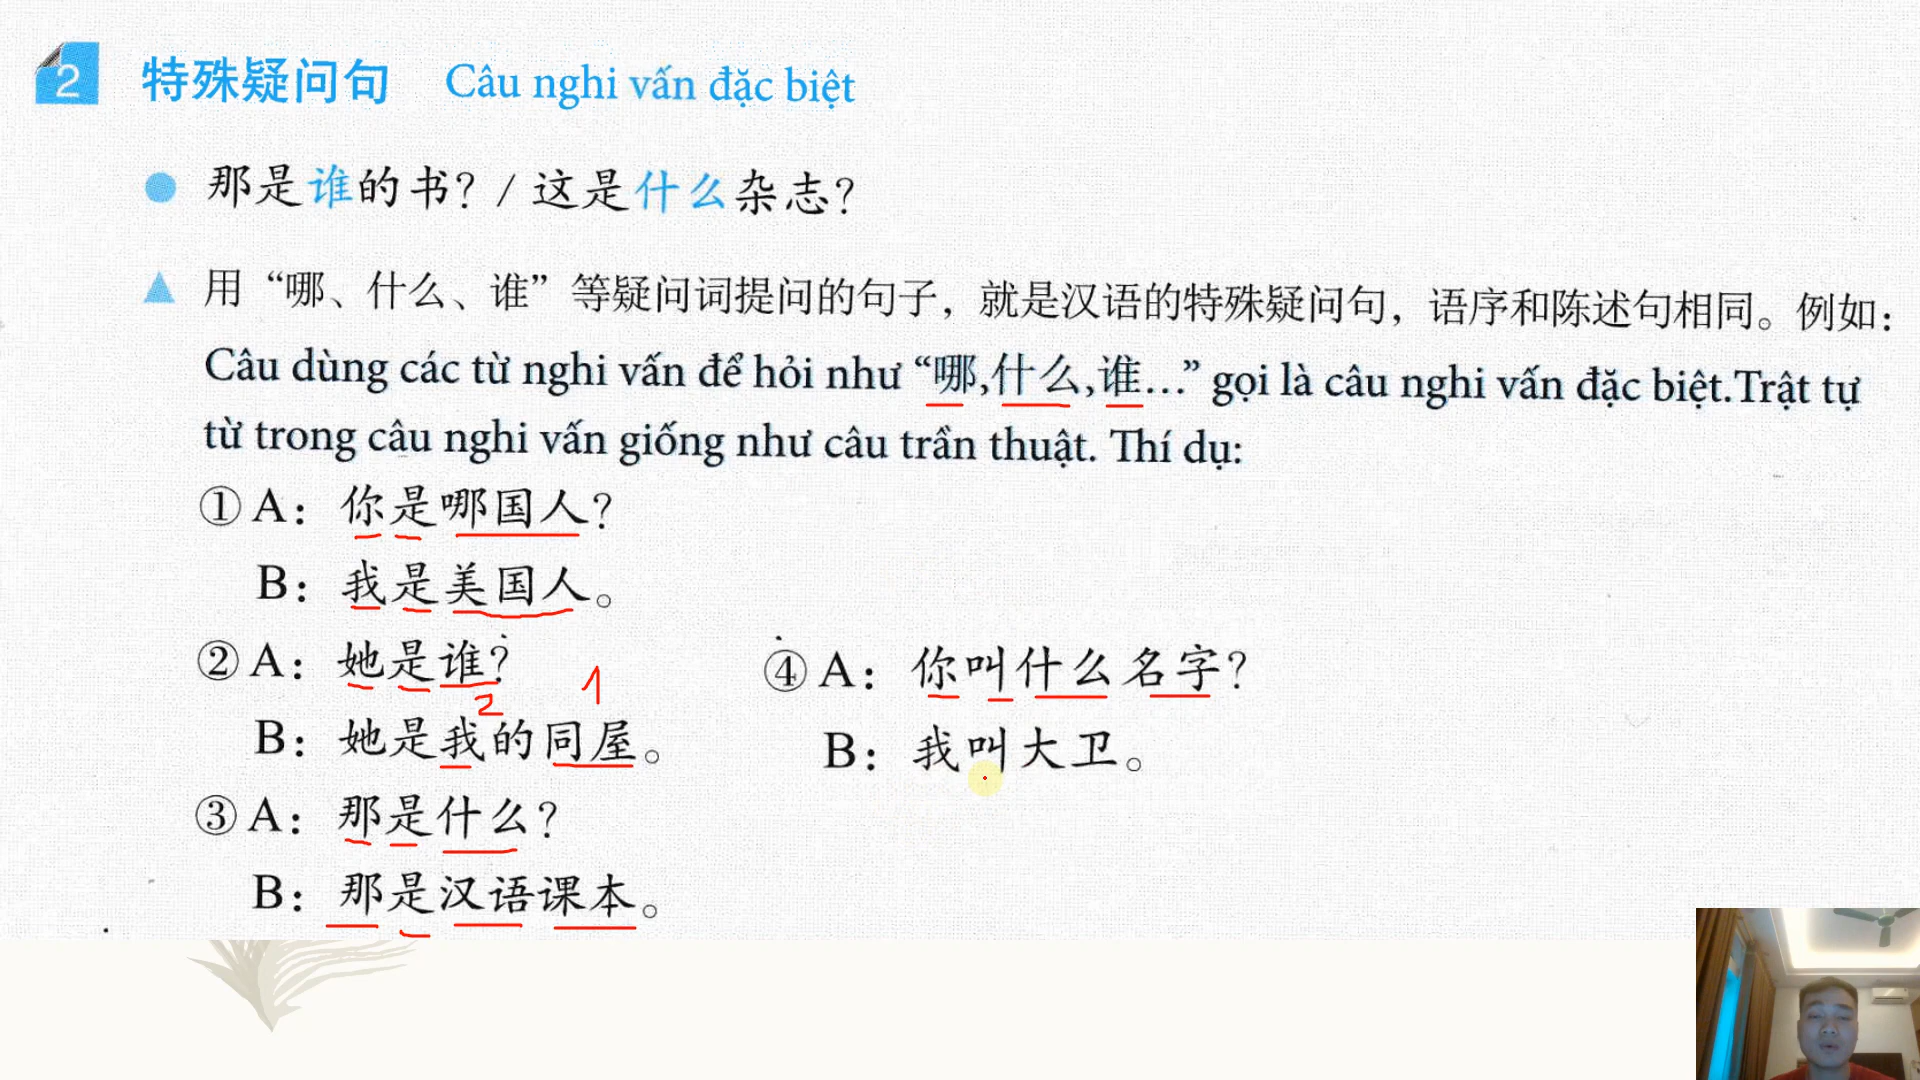 2 特殊疑问句 Câu nghi vấn đặc biệt
那是谁的书? / 这是什么杂志?
用“哪、什么、谁”等疑问词提问的句子，就是汉语的特殊疑问句，语序和陈述句相同。例如：
Câu dùng các từ nghi vấn để hỏi như “哪,什么,谁…” gọi là câu nghi vấn đặc biệt.Trật tự
từ trong câu nghi vấn giống như câu trần thuật. Thí dụ:
① A：你是哪国人?
B：我是美国人。
② A：她是谁?
2 1
B：她是我的同屋。
③ A：那是什么?
B：那是汉语课本。
④ A：你叫什么名字?
B：我叫大卫。